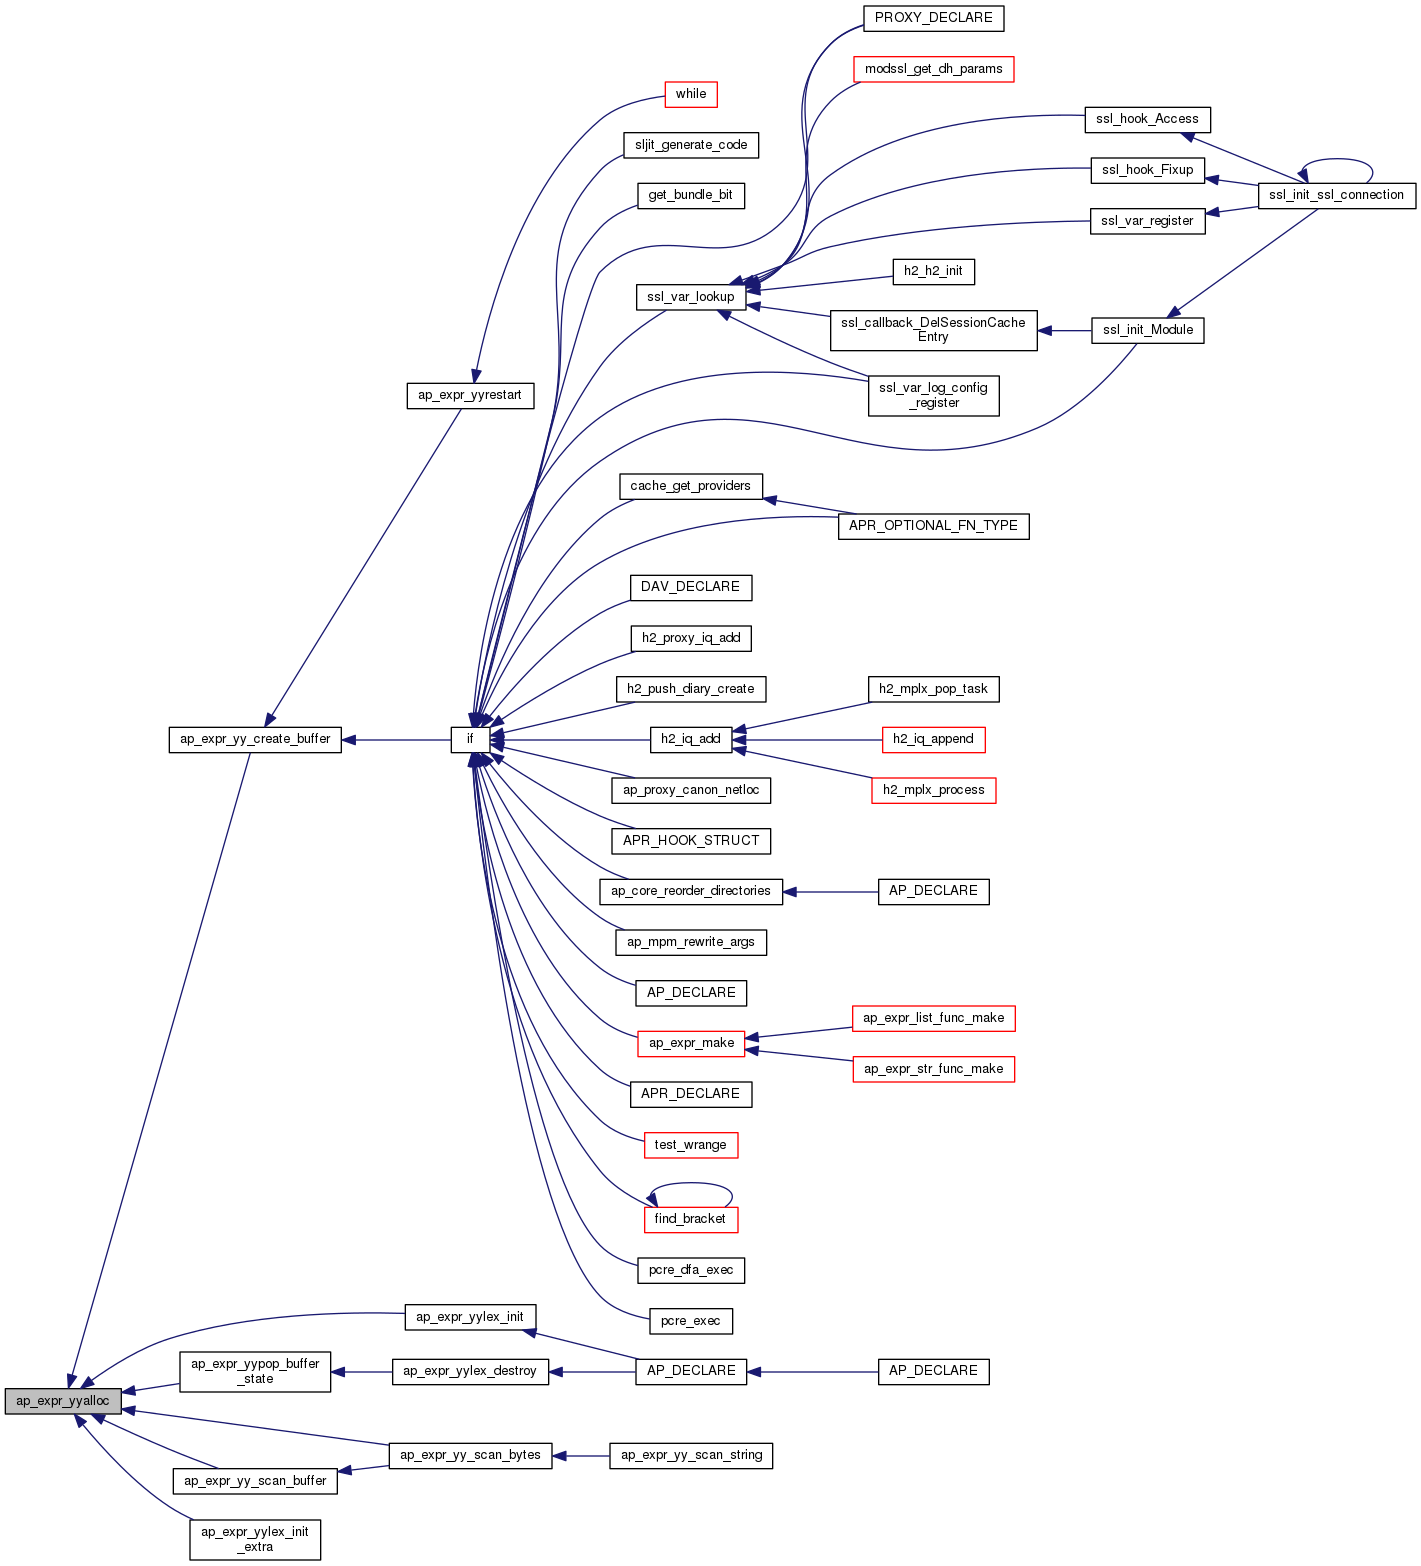 PROXY_DECLARE
modssl_get_dh_params
while
ssl_hook_Access
sljit_generate_code
ssl_hook_Fixup
get_bundle_bit
ssl_init_ssl_connection
ssl_var_register
h2_h2_init
ssl_var_lookup
ssl_callback_DelSessionCache
Entry
ssl_init_Module
ssl_var_log_config
_register
ap_expr_yyrestart
cache_get_providers
APR_OPTIONAL_FN_TYPE
DAV_DECLARE
h2_proxy_iq_add
h2_push_diary_create
h2_mplx_pop_task
ap_expr_yy_create_buffer
if
h2_iq_add
h2_iq_append
ap_proxy_canon_netloc
h2_mplx_process
APR_HOOK_STRUCT
ap_core_reorder_directories
AP_DECLARE
ap_mpm_rewrite_args
AP_DECLARE
ap_expr_list_func_make
ap_expr_make
ap_expr_str_func_make
APR_DECLARE
test_wrange
find_bracket
pcre_dfa_exec
ap_expr_yylex_init
pcre_exec
ap_expr_yypop_buffer
_state
ap_expr_yylex_destroy
AP_DECLARE
AP_DECLARE
ap_expr_yyalloc
ap_expr_yy_scan_bytes
ap_expr_yy_scan_string
ap_expr_yy_scan_buffer
ap_expr_yylex_init
_extra